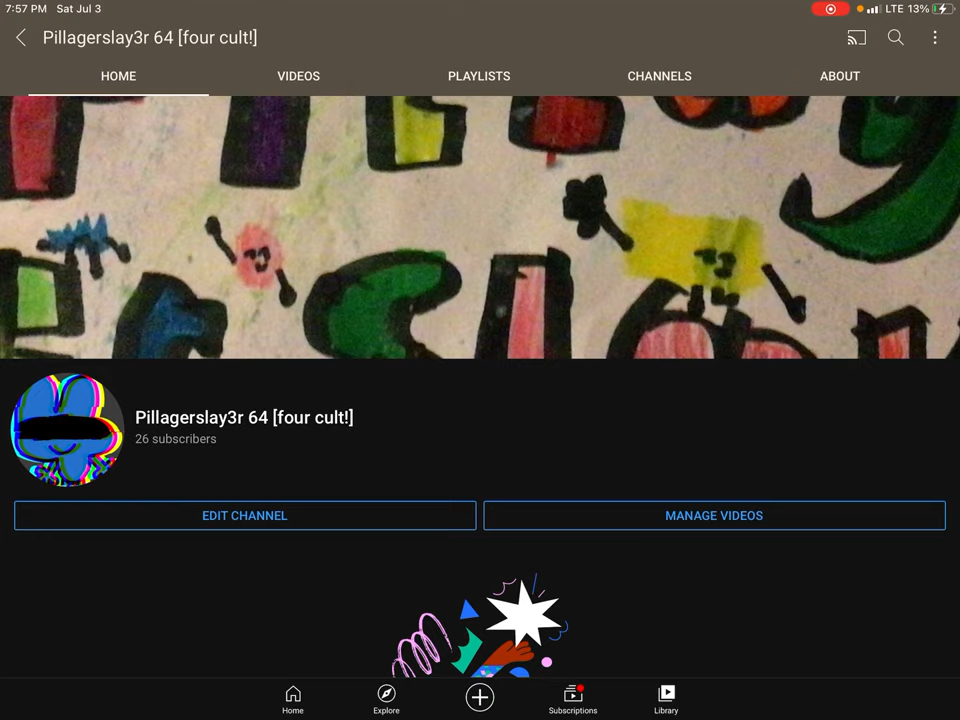 7:57 PM Sat Jul 3 LTE 13%
Pillagerslay3r 64 [four cult!]
HOME VIDEOS PLAYLISTS CHANNELS ABOUT
Pillagerslay3r 64 [four cult!]
26 subscribers
EDIT CHANNEL MANAGE VIDEOS
Home Explore Subscriptions Library